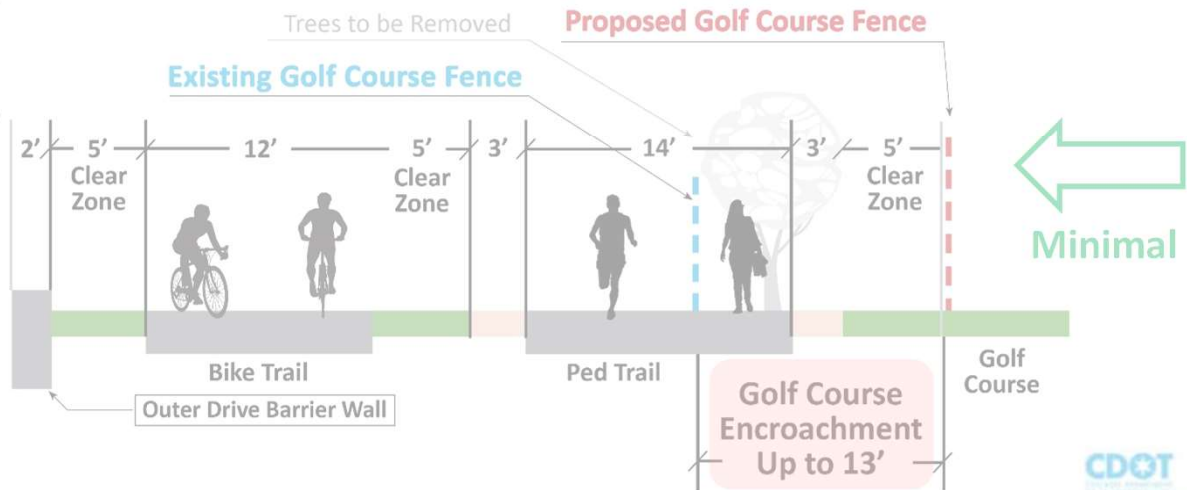 Trees to be Removed
Proposed Golf Course Fence
Existing Golf Course Fence
2’
5’
Clear
Zone
12’
5’
Clear
Zone
3’
14’
3’
5’
Clear
Zone
Minimal
Bike Trail
Ped Trail
Golf
Course
Outer Drive Barrier Wall
Golf Course
Encroachment
Up to 13’
CDOT